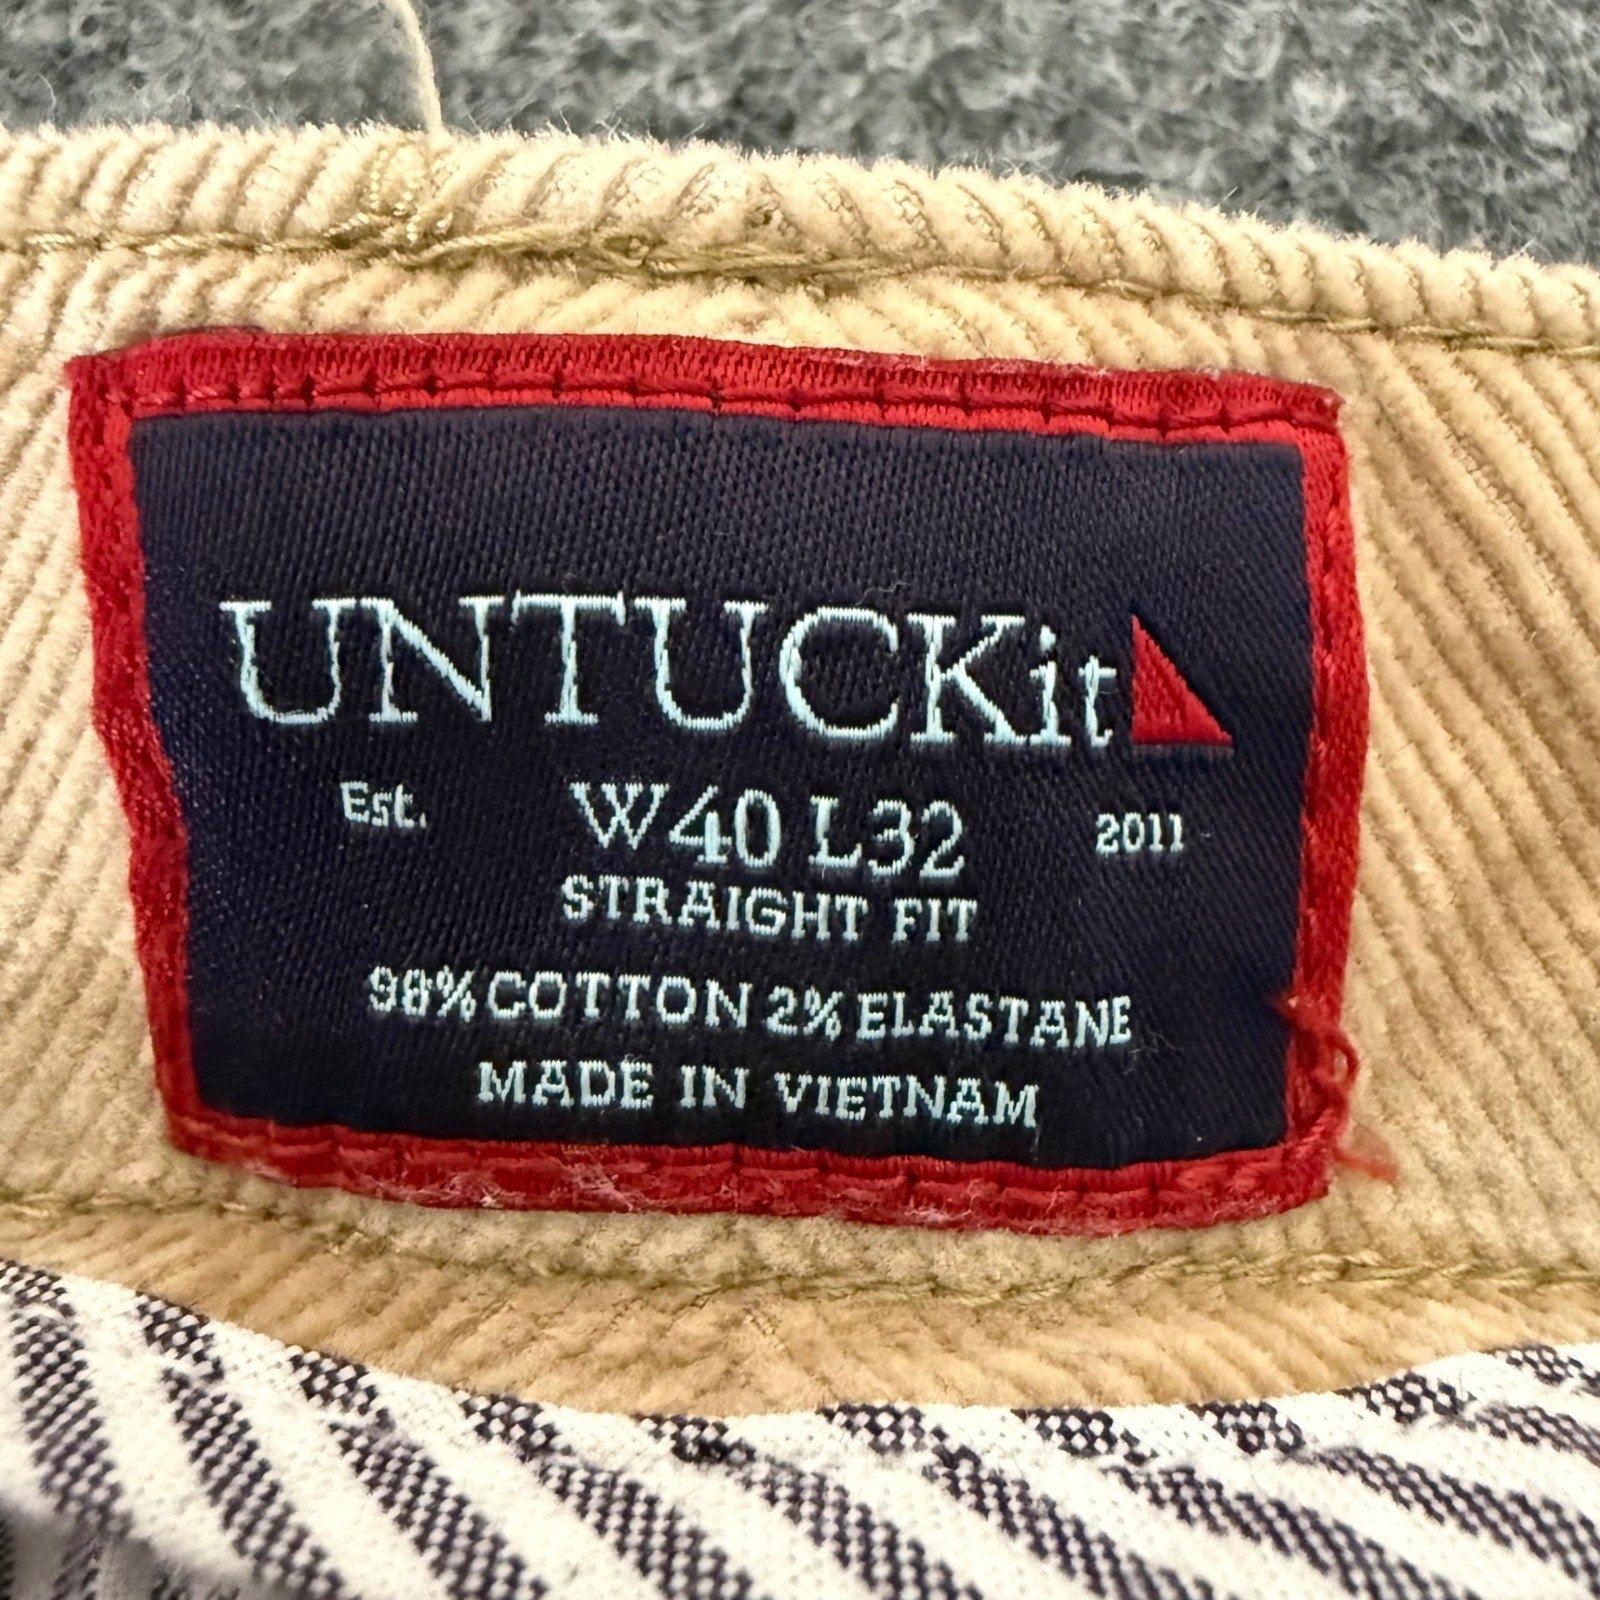 UNTUCKit
Est. W40 L32 2011
STRAIGHT FIT
98% COTTON 2% ELASTANE
MADE IN VIETNAM